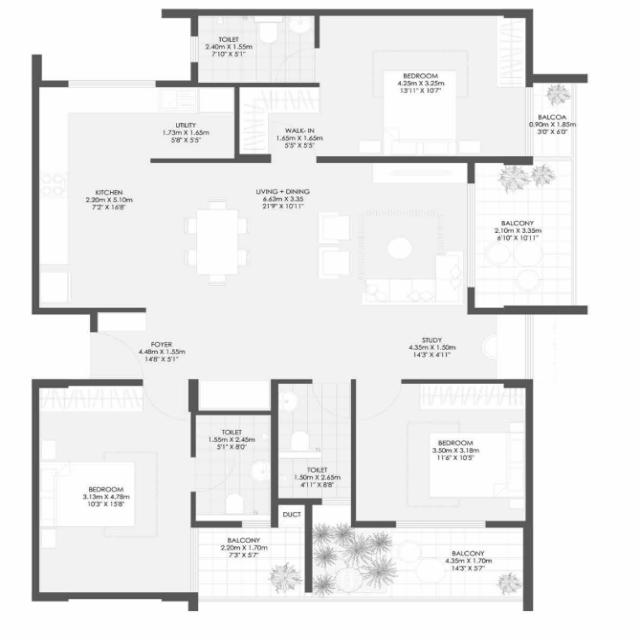 TOILET
2.40m X 1.55m
7'10" X 5'1"
BEDROOM
4.25m X 3.25m
13'11" X 10'7"
BALCOA
0.90m X 1.85m
3'0" X 6'0"
UTILITY
1.73m X 1.65m
5'8" X 5'5"
WALK- IN
1.65m X 1.65m
5'5" X 5'5"
KITCHEN
2.20m X 5.10m
7'2" X 16'8"
LIVING + DINING
6.63m X 3.35
21'9" X 10'11"
BALCONY
2.10m X 3.35m
6'10" X 10'11"
FOYER
4.48m X 1.55m
14'8" X 5'1"
STUDY
4.35m X 1.50m
14'3" X 4'11"
TOILET
1.55m X 2.45m
5'1" X 8'0"
BEDROOM
3.50m X 3.18m
11'6" X 10'5"
TOILET
1.50m X 2.65m
4'11" X 8'8"
BEDROOM
3.13m X 4.78m
10'3" X 15'8"
DUCT
BALCONY
2.20m X 1.70m
7'3" X 5'7"
BALCONY
4.35m X 1.70m
14'3" X 5'7"